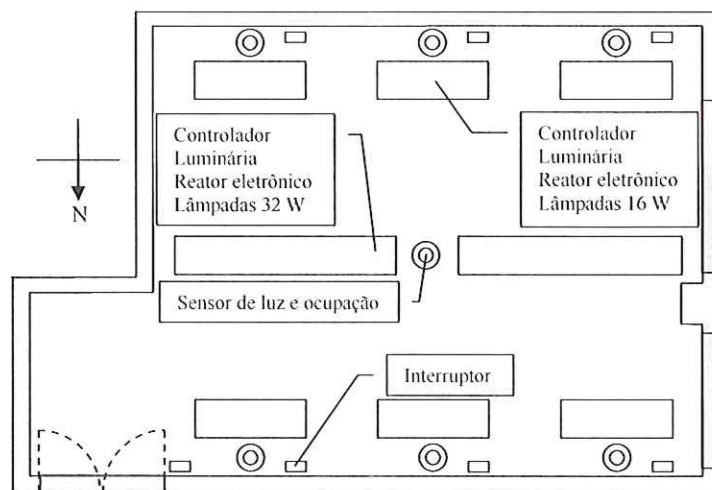 Controlador
Luminária
Reator eletrônico
Lâmpadas 32 W
Controlador
Luminária
Reator eletrônico
Lâmpadas 16 W
N
Sensor de luz e ocupação
Interruptor